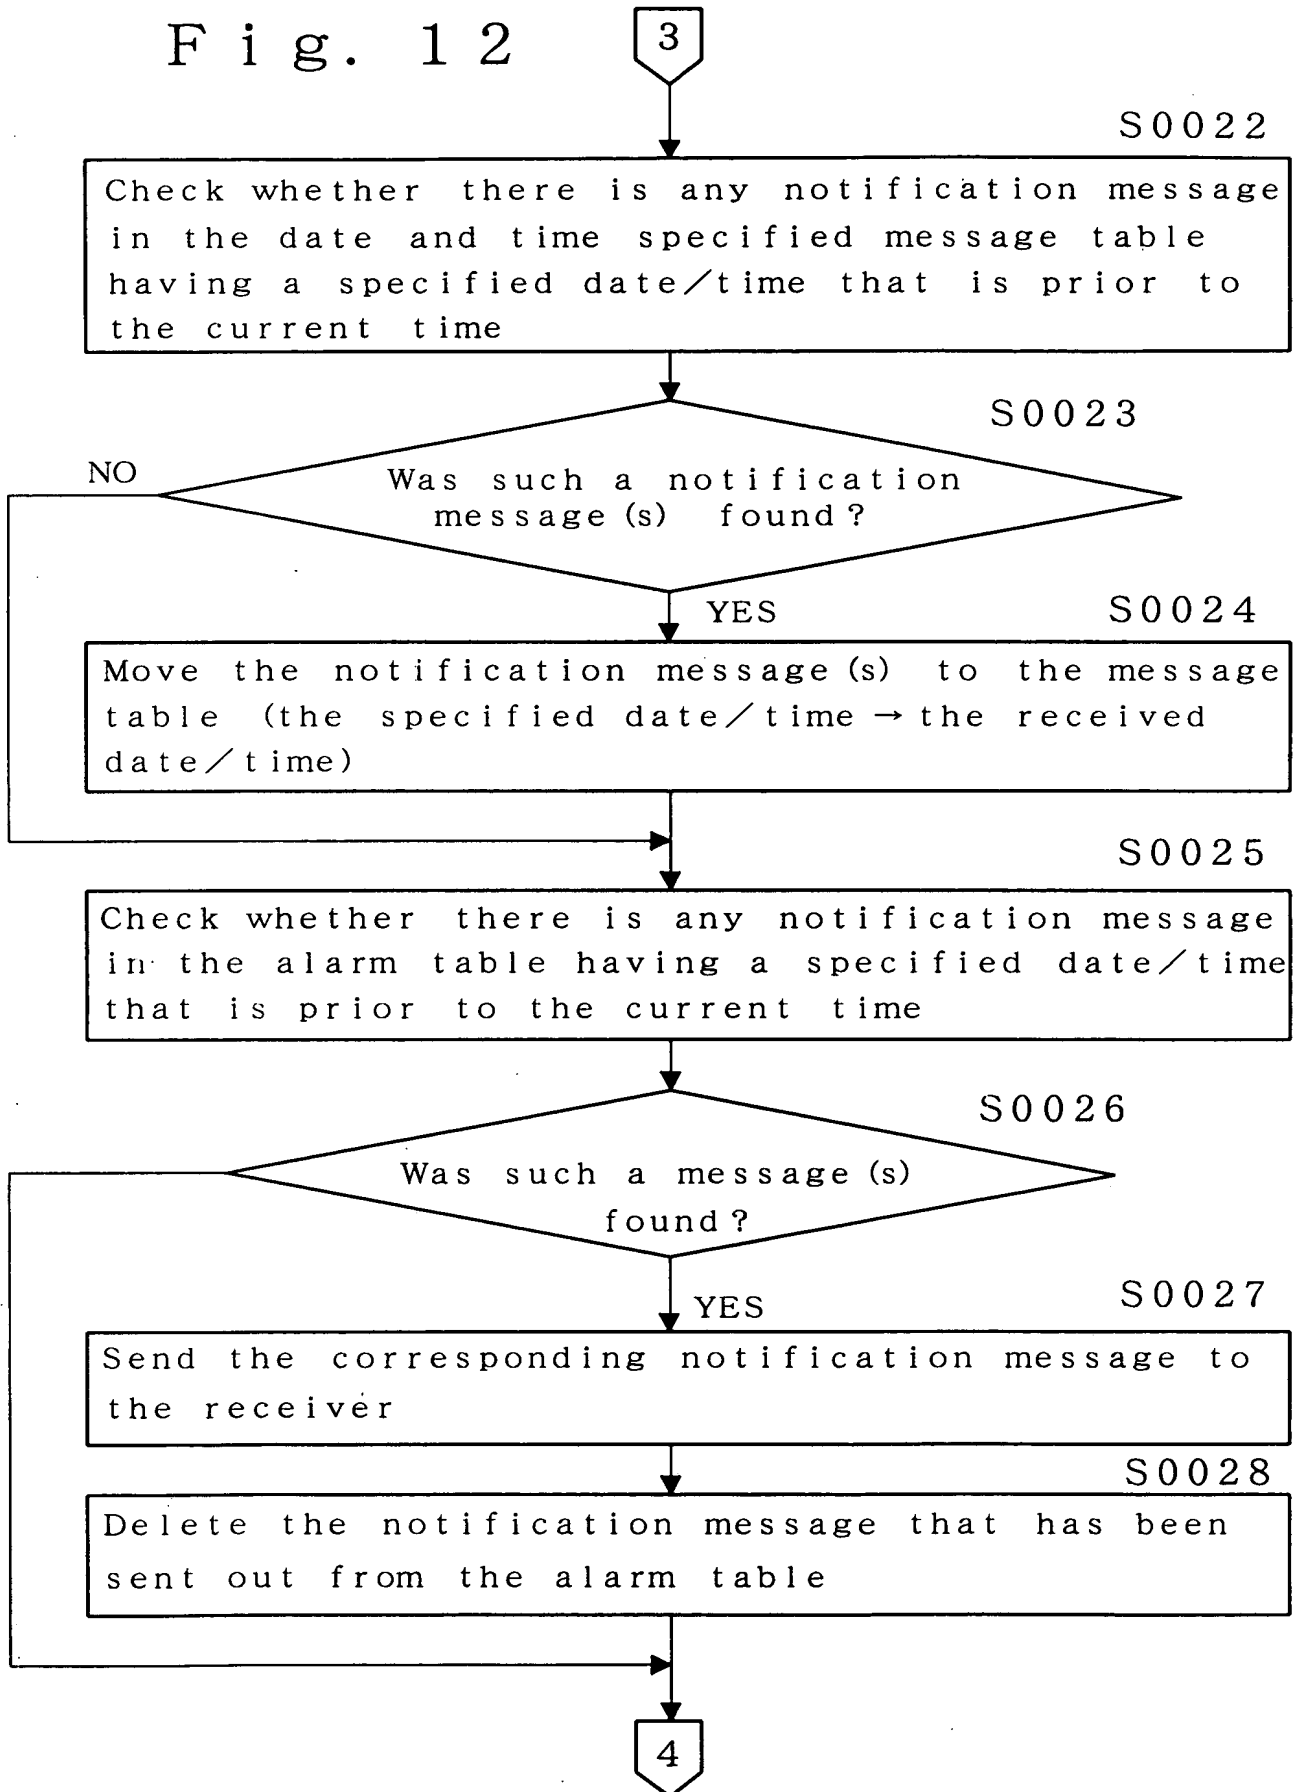 Fig. 12
3
S0022
Check whether there is any notification message
in the date and time specified message table
having a specified date/time that is prior to
the current time
S0023
NO
Was such a notification
message(s) found?
YES
S0024
Move the notification message(s) to the message
table (the specified date/time → the received
date/time)
S0025
Check whether there is any notification message
in the alarm table having a specified date/time
that is prior to the current time
S0026
Was such a message(s)
found?
YES
S0027
Send the corresponding notification message to
the receiver
S0028
Delete the notification message that has been
sent out from the alarm table
4